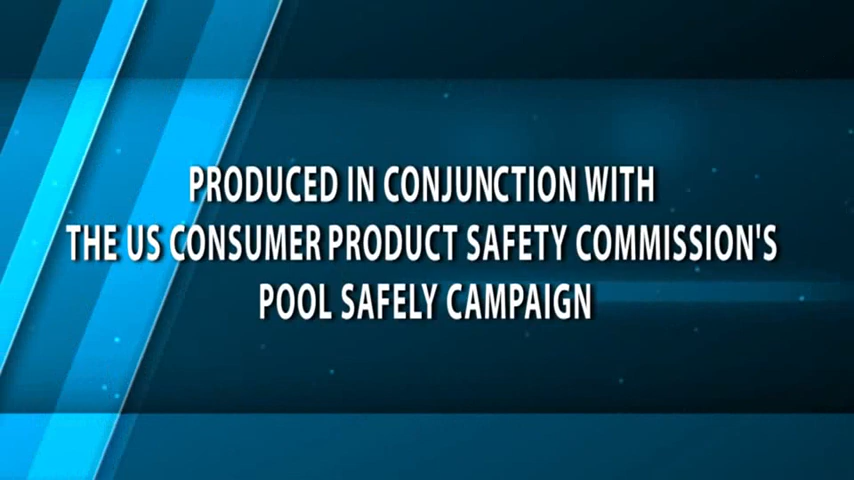 PRODUCED IN CONJUNCTION WITH
THE US CONSUMER PRODUCT SAFETY COMMISSION'S
POOL SAFELY CAMPAIGN